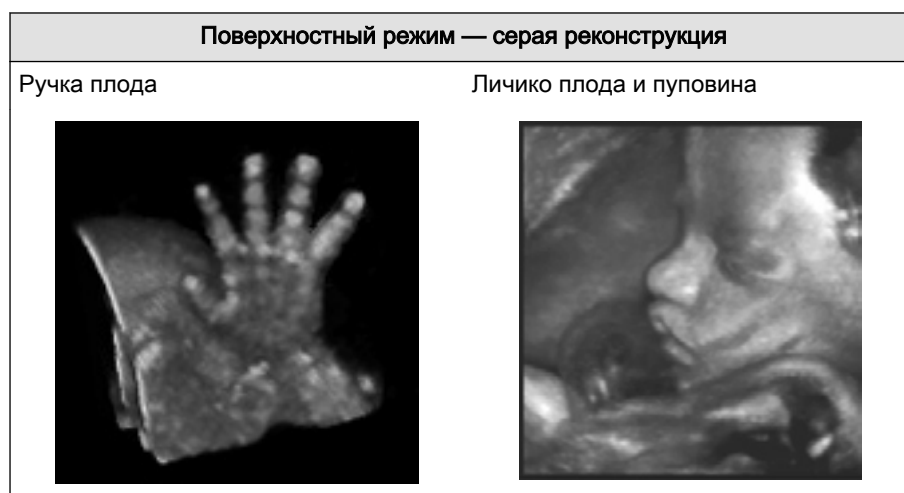 Поверхностный режим — серая реконструкция
Ручка плода
Личико плода и пуповина